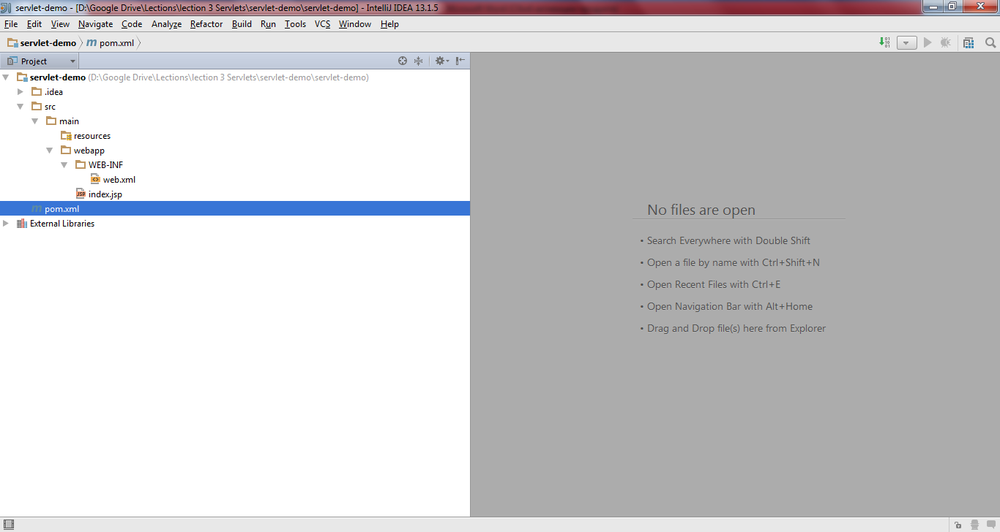 servlet-demo - [D:\Google Drive\Lections\lection 3 Servlets\servlet-demo\servlet-demo] - IntelliJ IDEA 13.1.5
File Edit View Navigate Code Analyze Refactor Build Run Tools VCS Window Help
servlet-demo pom.xml
Project
servlet-demo (D:\Google Drive\Lections\lection 3 Servlets\servlet-demo\servlet-demo)
.idea
src
main
resources
webapp
WEB-INF
web.xml
index.jsp
pom.xml
External Libraries
No files are open
• Search Everywhere with Double Shift
• Open a file by name with Ctrl+Shift+N
• Open Recent Files with Ctrl+E
• Open Navigation Bar with Alt+Home
• Drag and Drop file(s) here from Explorer